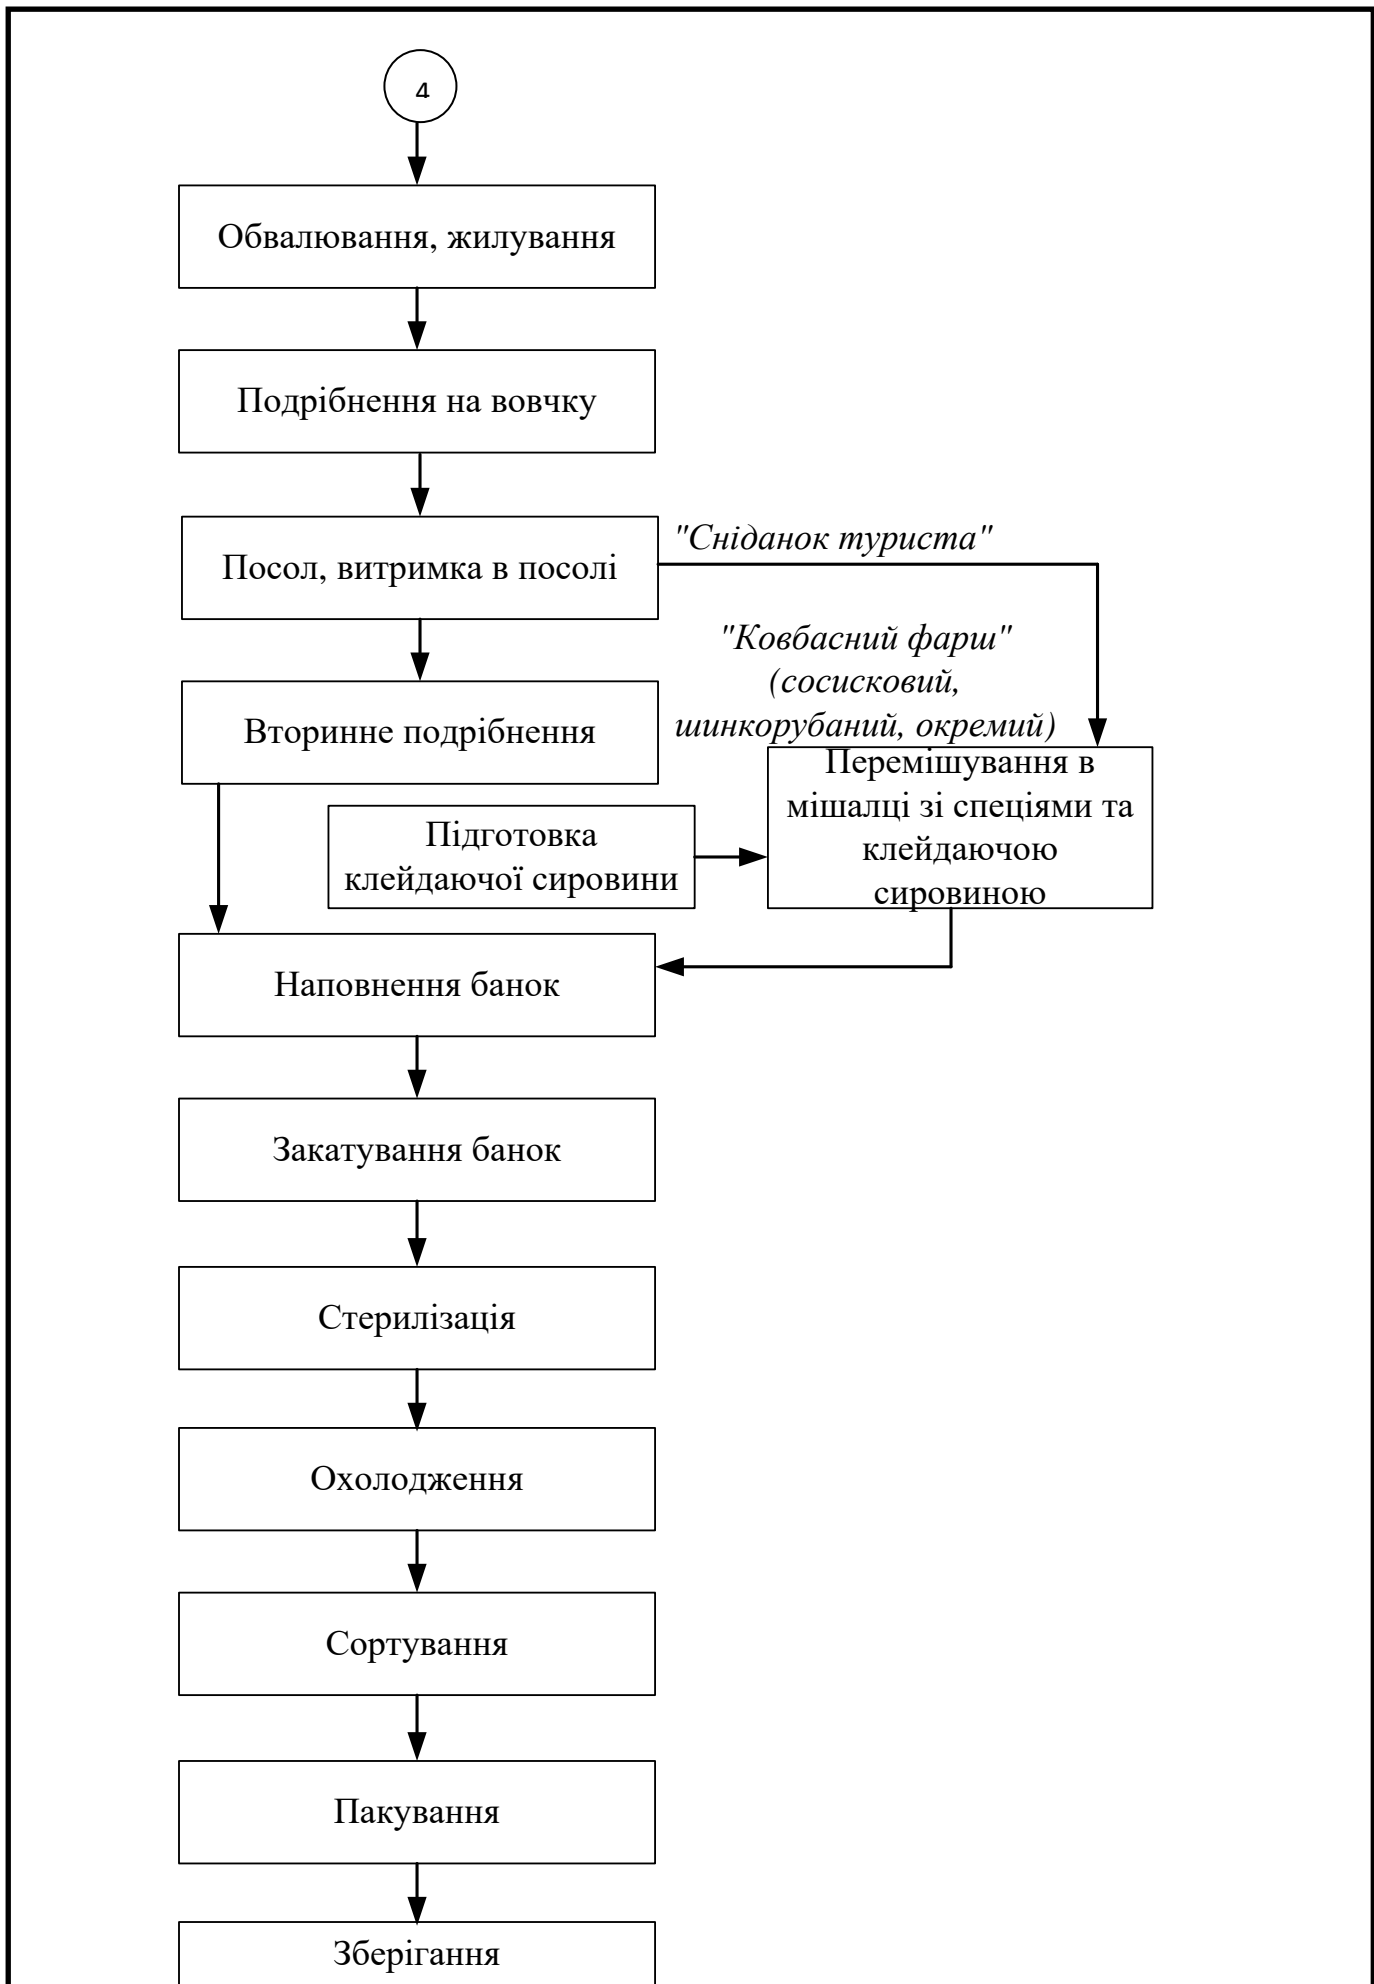 4
Обвалювання, жилування
Подрібнення на вовчку
"Сніданок туриста"
Посол, витримка в посолі
"Ковбасний фарш"
(сосисковий,
шинкорубаний, окремий)
Вторинне подрібнення
Перемішування в
мішалці зі спеціями та
клейдаючою
сировиною
Підготовка
клейдаючої сировини
Наповнення банок
Закатування банок
Стерилізація
Охолодження
Сортування
Пакування
Зберігання